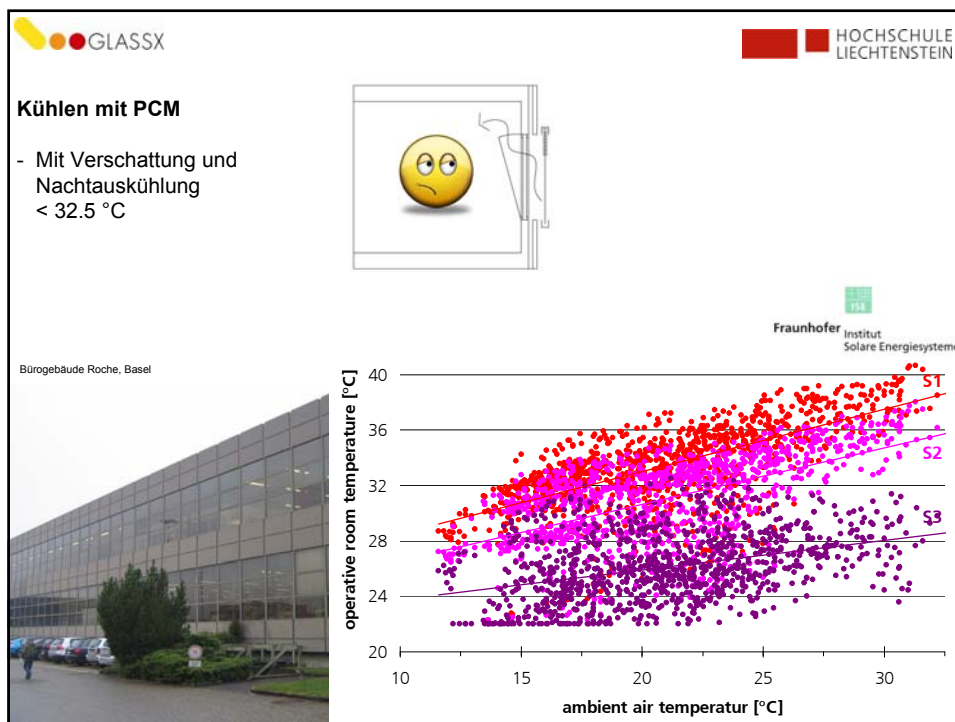 GLASSX
HOCHSCHULE
LIECHTENSTEIN
Kühlen mit PCM
- Mit Verschattung und
Nachtauskühlung
< 32.5 °C
ISE
Fraunhofer Institut
Solare Energiesysteme
Bürogebäude Roche, Basel
operative room temperature [°C]
40
36
32
28
24
20
S1
S2
S3
10
15
20
25
30
ambient air temperatur [°C]